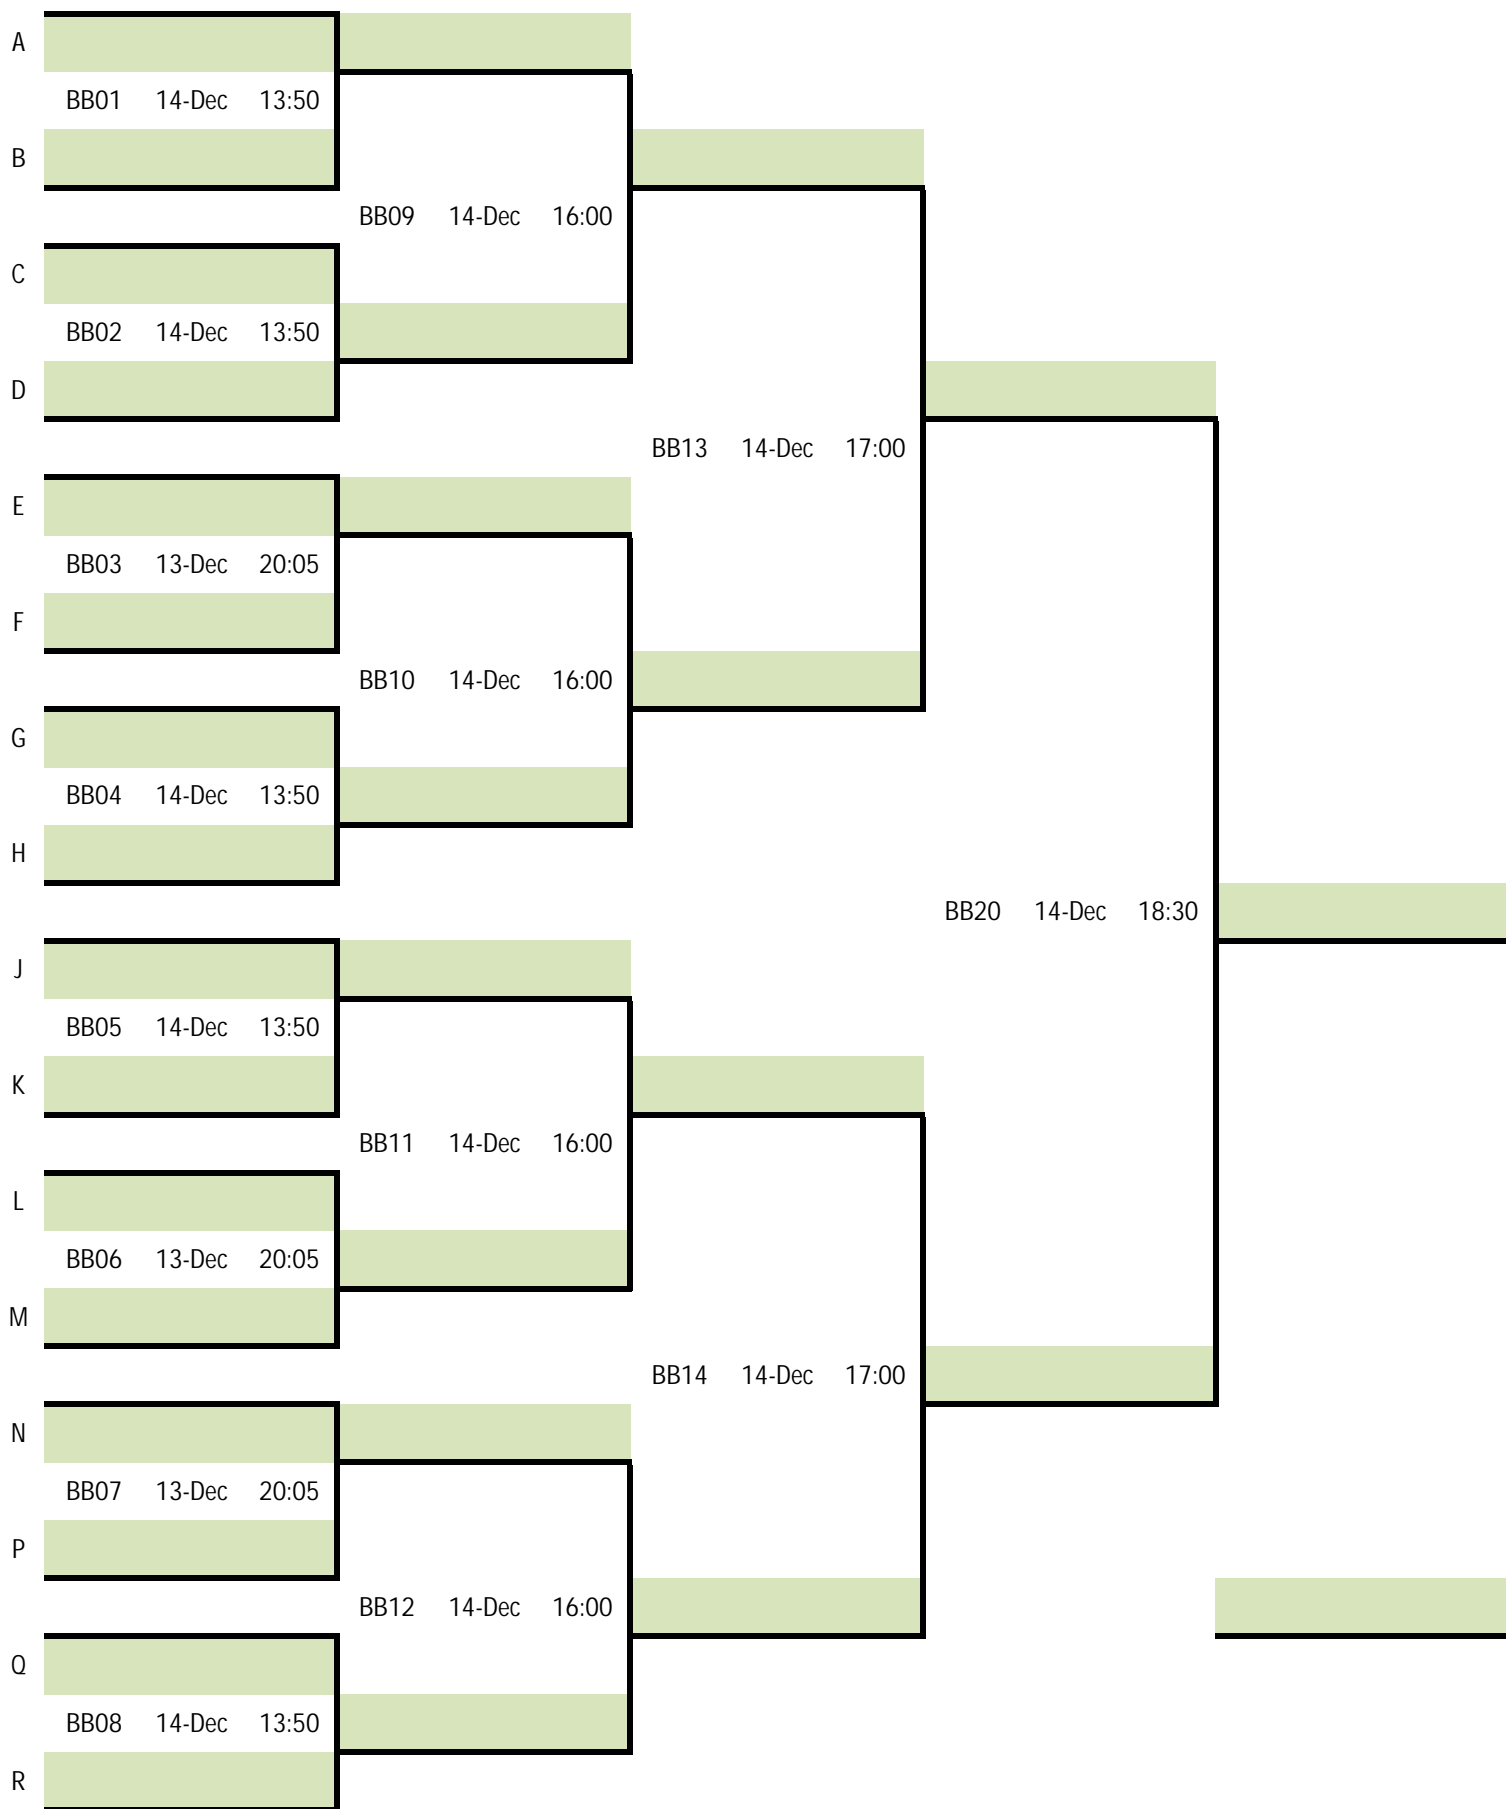 A
BB01 14-Dec 13:50
B
BB09 14-Dec 16:00
C
BB02 14-Dec 13:50
D
BB13 14-Dec 17:00
E
BB03 13-Dec 20:05
F
BB10 14-Dec 16:00
G
BB04 14-Dec 13:50
H
BB20 14-Dec 18:30
J
BB05 14-Dec 13:50
K
BB11 14-Dec 16:00
L
BB06 13-Dec 20:05
M
BB14 14-Dec 17:00
N
BB07 13-Dec 20:05
P
BB12 14-Dec 16:00
Q
BB08 14-Dec 13:50
R